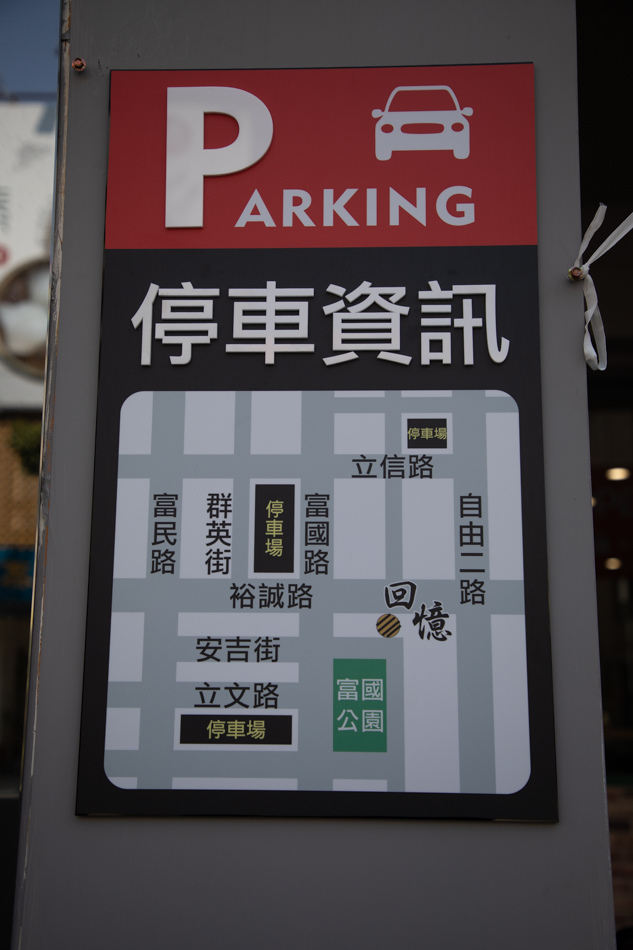 PARKING
停車資訊
停車場
立信路
富民路
群英街
停車場
富國路
自由二路
裕誠路
回憶
安吉街
立文路
停車場
富國
公園